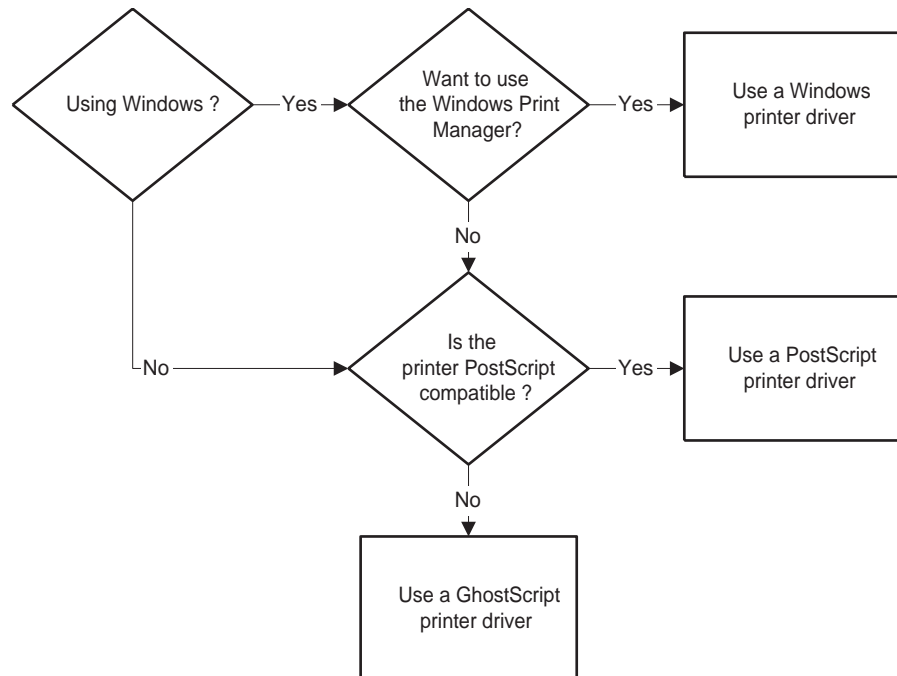 Using Windows ?
Yes
Want to use
the Windows Print
Manager?
Yes
Use a Windows
printer driver
No
No
Is the
printer PostScript
compatible ?
Yes
Use a PostScript
printer driver
No
Use a GhostScript
printer driver